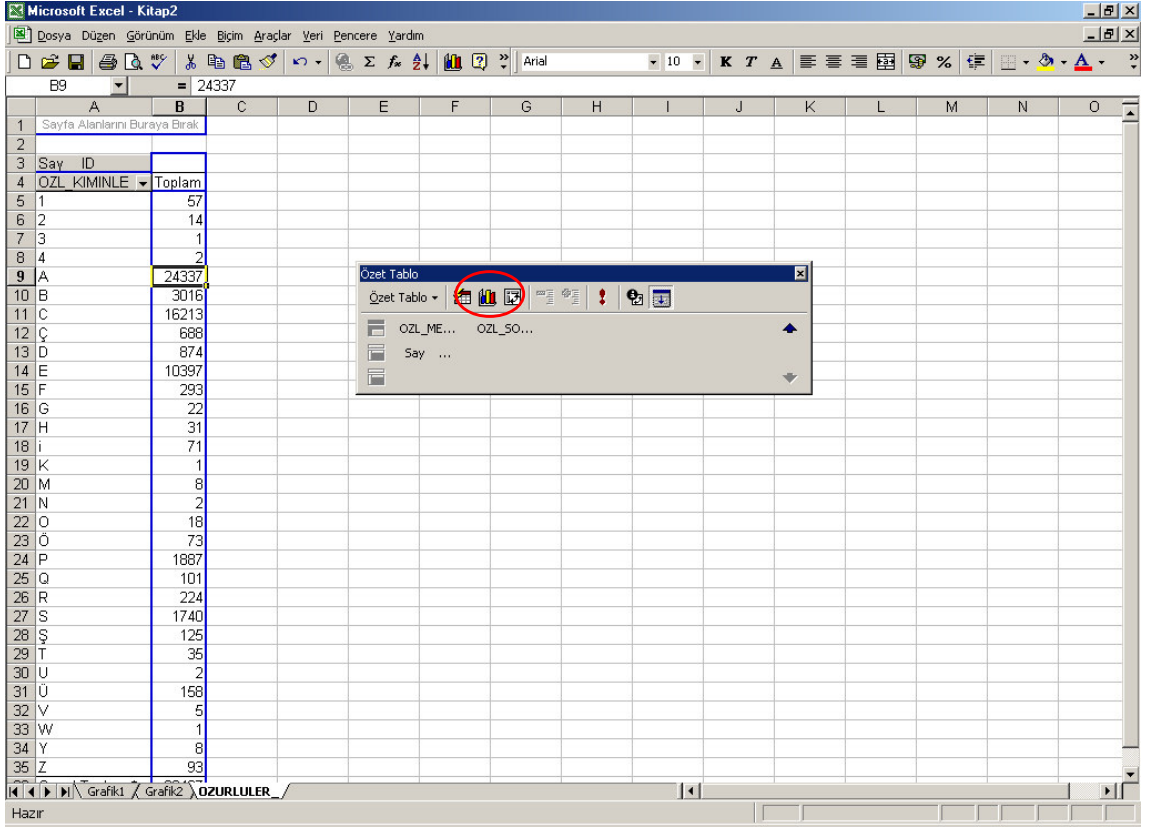 Microsoft Excel - Kitap2
Dosya Düzen Görünüm Ekle Biçim Araçlar Veri Pencere Yardım
Arial 10 K T A
B9 = 24337
A B C D E F G H I J K L M N O
1 Sayfa Alanlarını Buraya Bırak
2
3 Say ID
4 OZL_KIMINLE Toplam
5 1 57
6 2 14
7 3 1
8 4 2
9 A 24337
10 B 3016
11 C 16213
12 Ç 688
13 D 874
14 E 10397
15 F 293
16 G 22
17 H 31
18 i 71
19 K 1
20 M 8
21 N 2
22 O 18
23 Ö 73
24 P 1887
25 Q 101
26 R 224
27 S 1740
28 Ş 125
29 T 35
30 U 2
31 Ü 158
32 V 5
33 W 1
34 Y 8
35 Z 93
Özet Tablo
Özet Tablo
OZL_ME... OZL_SO...
Say ...
Grafik1 Grafik2 OZURLULER_
Hazır